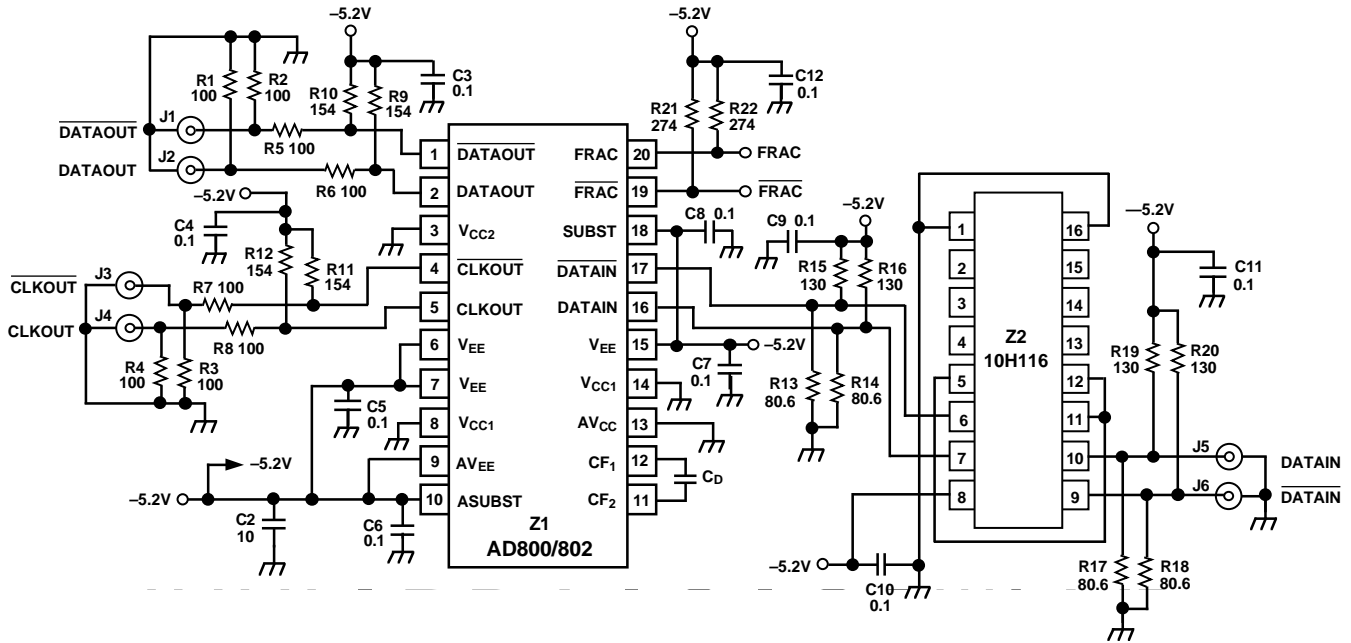 –5.2V
R1
100
R2
100
R10
154
R9
154
C3
0.1
J1
DATAOUT
R5 100
J2
DATAOUT
R6 100
–5.2V
C4
0.1
R12
154
R11
154
J3
CLKOUT
R7 100
J4
CLKOUT
R8 100
R4
100
R3
100
C5
0.1
–5.2V
–5.2V
C2
10
C6
0.1
1 DATAOUT
2 DATAOUT
3 VCC2
4 CLKOUT
5 CLKOUT
6 VEE
7 VEE
8 VCC1
9 AVEE
10 ASUBST
FRAC 20
FRAC 19
SUBST 18
DATAIN 17
DATAIN 16
VEE 15
VCC1 14
AVCC 13
CF1 12
CF2 11
Z1
AD800/802
–5.2V
C12
0.1
R21
274
R22
274
FRAC
FRAC
C8 0.1
C9 0.1
–5.2V
R15
130
R16
130
–5.2V
C7
0.1
R13
80.6
R14
80.6
CD
1
2
3
4
5
6
7
8
16
15
14
13
12
11
10
9
Z2
10H116
–5.2V
C10
0.1
—5.2V
C11
0.1
R19
130
R20
130
J5
DATAIN
J6
DATAIN
R17
80.6
R18
80.6